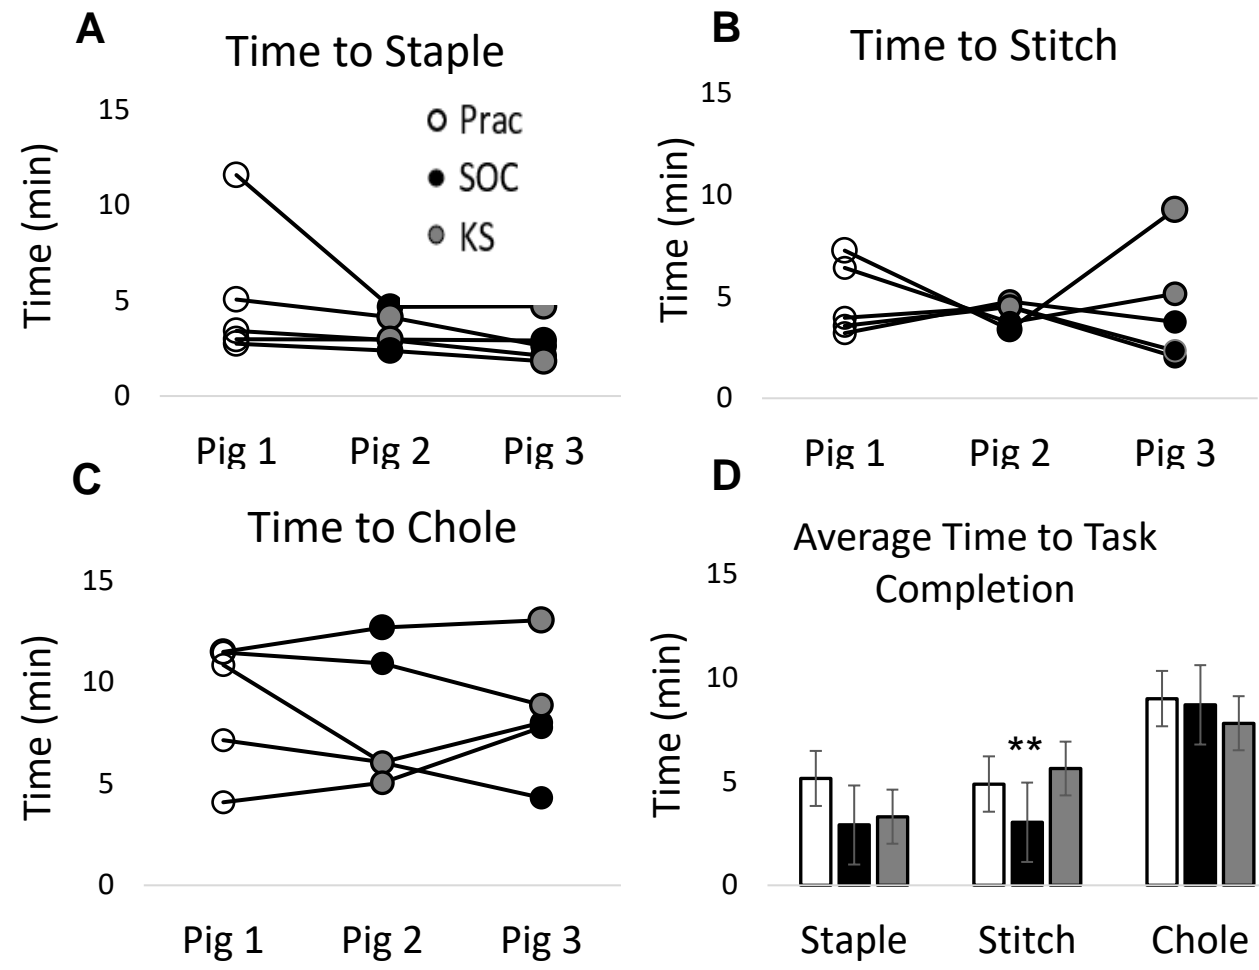 A
Time to Staple
15
10
5
0
Time (min)
Prac
SOC
KS
Pig 1 Pig 2 Pig 3
B
Time to Stitch
15
10
5
0
Time (min)
Pig 1 Pig 2 Pig 3
C
Time to Chole
15
10
5
0
Time (min)
Pig 1 Pig 2 Pig 3
D
Average Time to Task
Completion
15
10
5
0
Time (min)
**
Staple Stitch Chole